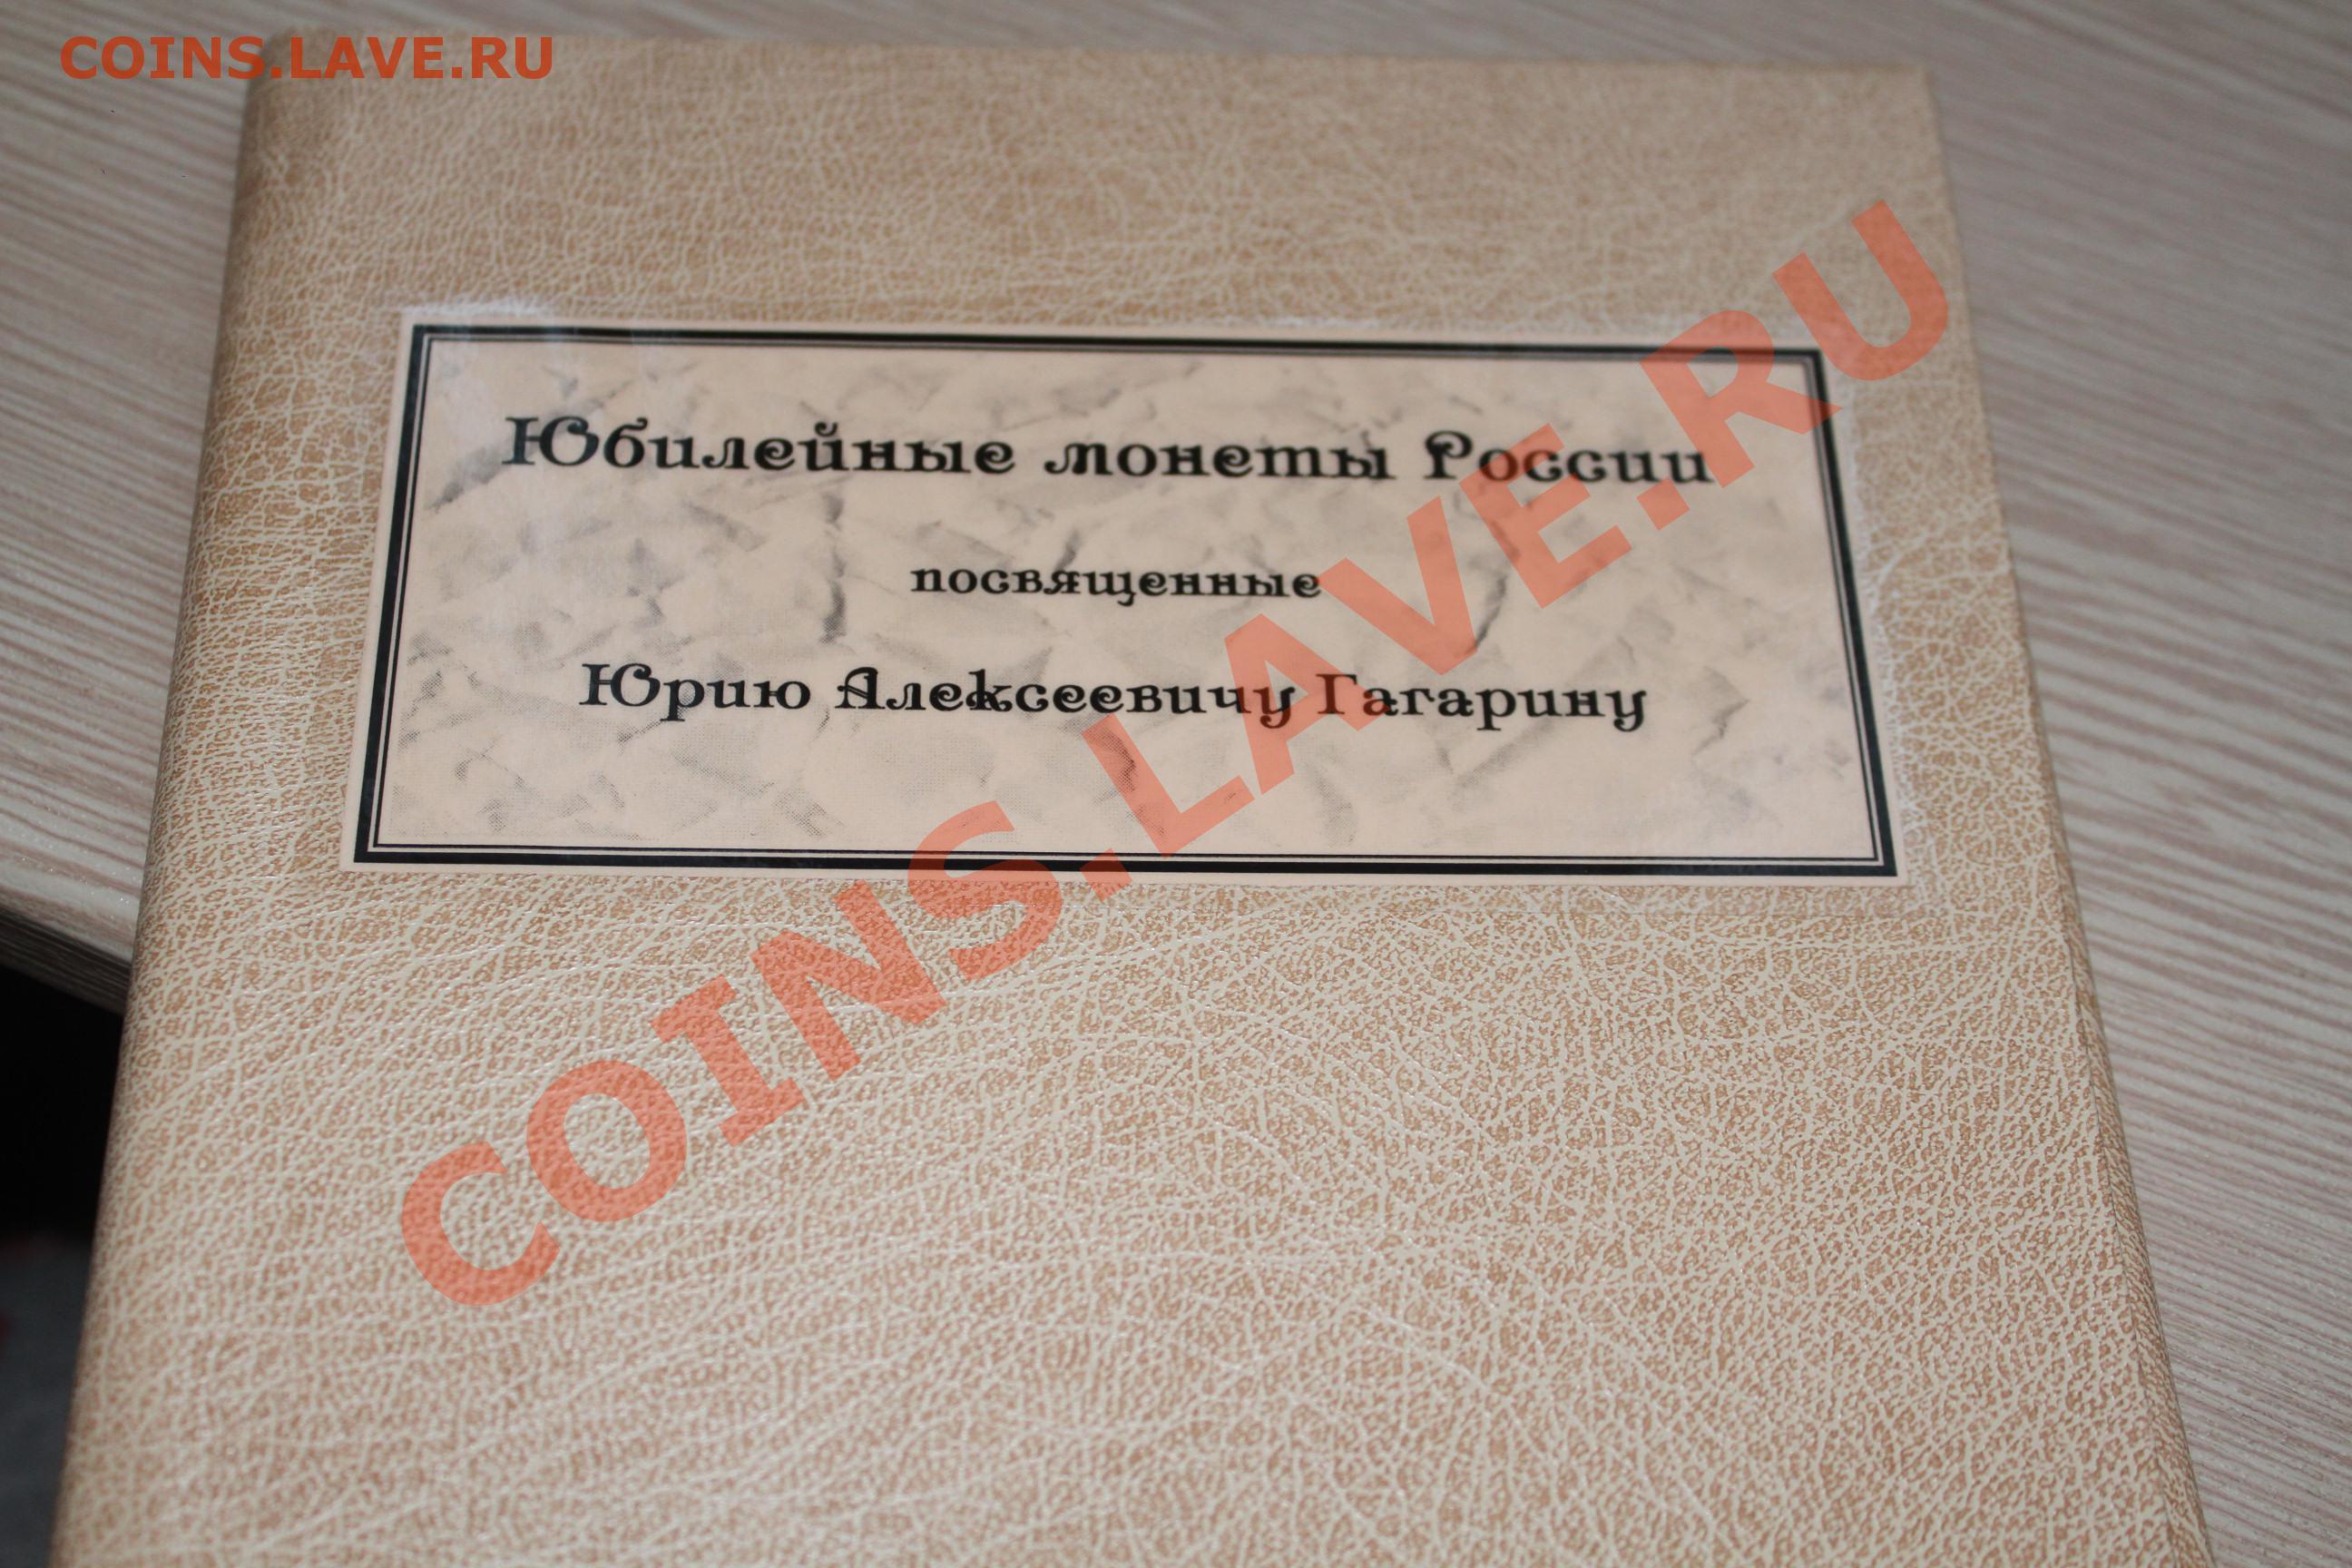 COINS.LAVE.RU
Юбилейные монеты России
посвященные
Юрию Алексеевичу Гагарину
COINS.LAVE.RU